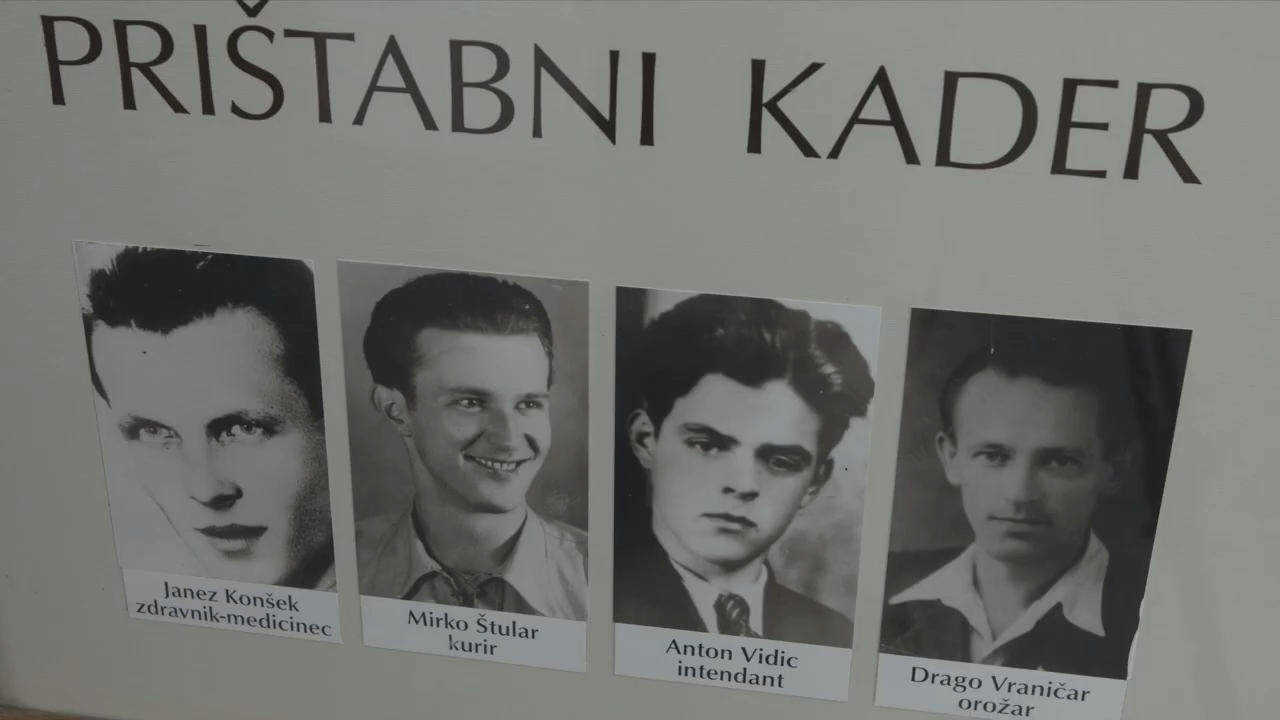 PRIŠTABNI KADER
Janez Konšek
zdravnik-medicinec
Mirko Štular
kurir
Anton Vidic
intendant
Drago Vraničar
orožar